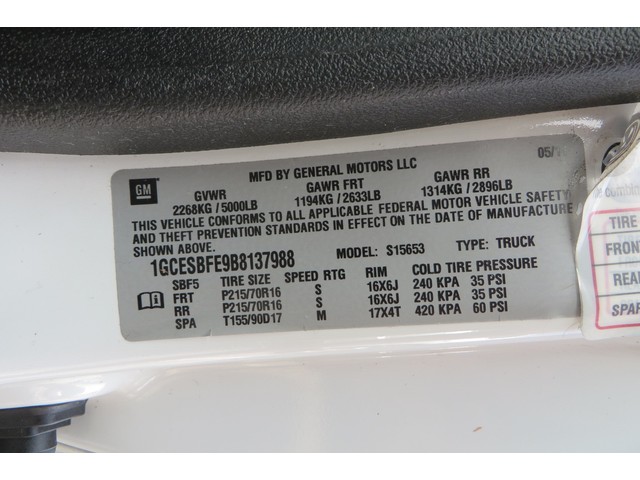 MFD BY GENERAL MOTORS LLC 05/
GM GVWR GAWR FRT GAWR RR
2268KG / 5000LB 1194KG / 2633LB 1314KG / 2896LB
THIS VEHICLE CONFORMS TO ALL APPLICABLE U.S. FEDERAL MOTOR VEHICLE SAFETY
AND THEFT PREVENTION STANDARDS IN EFFECT ON THE DATE OF MANUFACTURE
SHOWN ABOVE.
1GCESBFE9B8137988 MODEL: S15653 TYPE: TRUCK
SBF5 TIRE SIZE SPEED RTG RIM COLD TIRE PRESSURE
FRT P215/70R16 S 16X6J 240 KPA 35 PSI
RR P215/70R16 S 16X6J 240 KPA 35 PSI
SPA T155/90D17 M 17X4T 420 KPA 60 PSI
TIRE
FRON
REA
SPAR